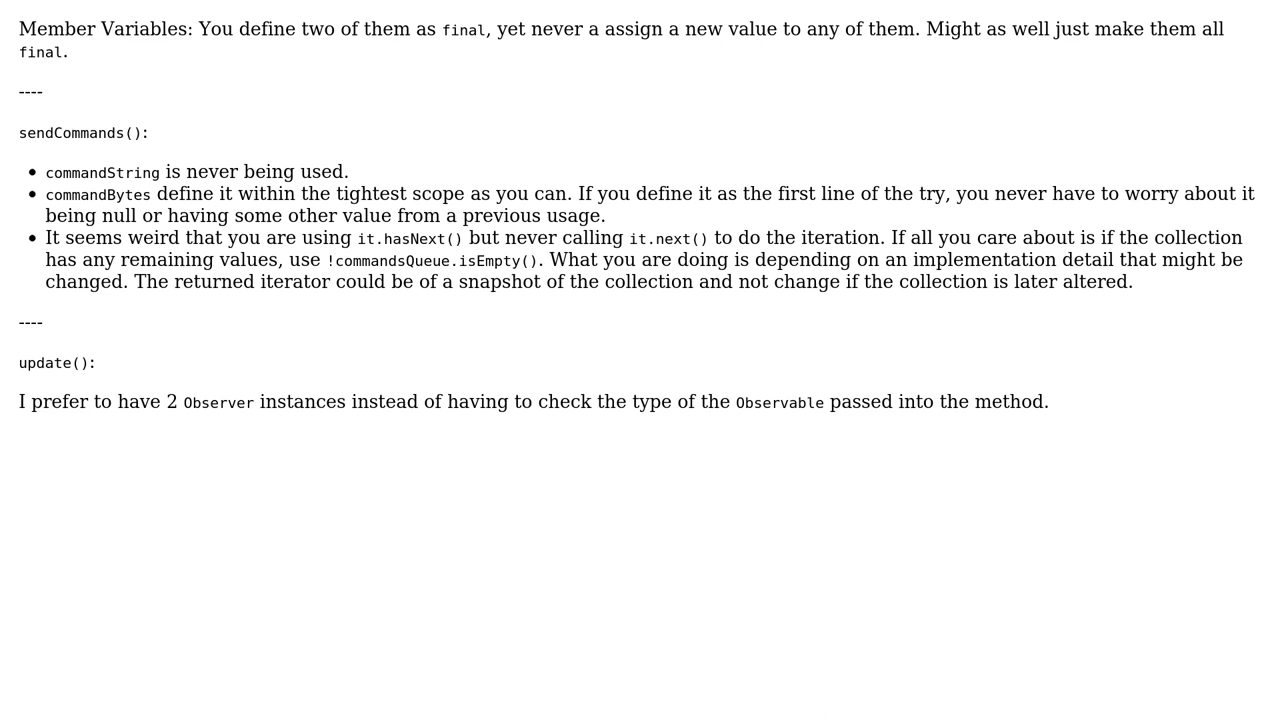 Member Variables: You define two of them as final, yet never a assign a new value to any of them. Might as well just make them all
final.
----
sendCommands():
• commandString is never being used.
• commandBytes define it within the tightest scope as you can. If you define it as the first line of the try, you never have to worry about it
being null or having some other value from a previous usage.
• It seems weird that you are using it.hasNext() but never calling it.next() to do the iteration. If all you care about is if the collection
has any remaining values, use !commandsQueue.isEmpty(). What you are doing is depending on an implementation detail that might be
changed. The returned iterator could be of a snapshot of the collection and not change if the collection is later altered.
----
update():
I prefer to have 2 Observer instances instead of having to check the type of the Observable passed into the method.